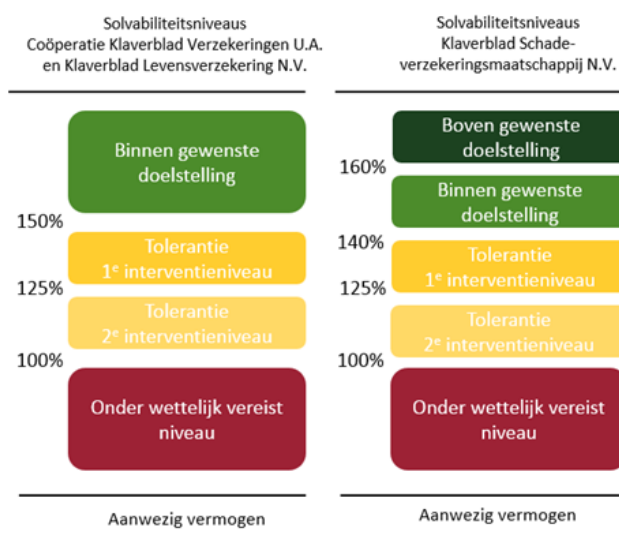 Solvabiliteitsniveaus
Coöperatie Klaverblad Verzekeringen U.A.
en Klaverblad Levensverzekering N.V.
Binnen gewenste
doelstelling
150%
Tolerantie
1e interventieniveau
125%
Tolerantie
2e interventieniveau
100%
Onder wettelijk vereist
niveau
Aanwezig vermogen
Solvabiliteitsniveaus
Klaverblad Schade-
verzekeringsmaatschappij N.V.
Boven gewenste
doelstelling
160%
Binnen gewenste
doelstelling
140%
Tolerantie
1e interventieniveau
125%
Tolerantie
2e interventieniveau
100%
Onder wettelijk vereist
niveau
Aanwezig vermogen